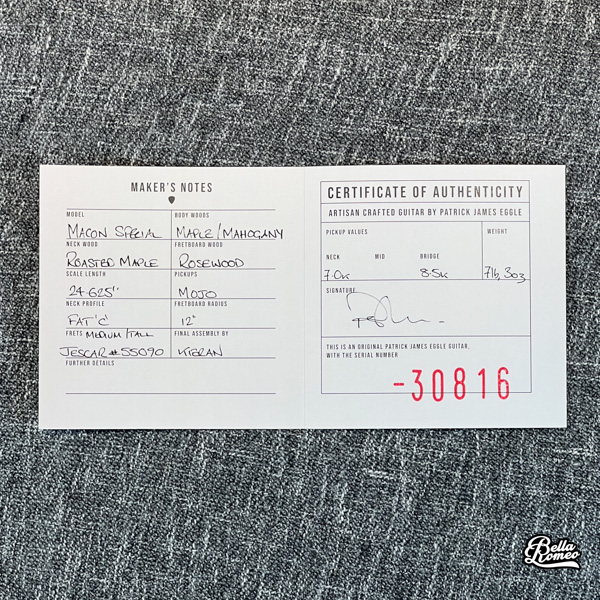 MAKER'S NOTES
MODEL
MACON SPECIAL
BODY WOODS
MAPLE/MAHOGANY
NECK WOOD
ROASTED MAPLE
FRETBOARD WOOD
ROSEWOOD
SCALE LENGTH
24.625"
PICKUPS
MOJO
NECK PROFILE
FAT 'C'
FRETBOARD RADIUS
12"
FRETS MEDIUM/TALL
JESCAR #55090
FINAL ASSEMBLY BY
KIERAN
FURTHER DETAILS
CERTIFICATE OF AUTHENTICITY
ARTISAN CRAFTED GUITAR BY PATRICK JAMES EGGLE
PICKUP VALUES
WEIGHT
NECK MID BRIDGE
7.0K 8.5K 7lb, 3oz
SIGNATURE
THIS IS AN ORIGINAL PATRICK JAMES EGGLE GUITAR,
WITH THE SERIAL NUMBER
-30816
Bella
Romeo